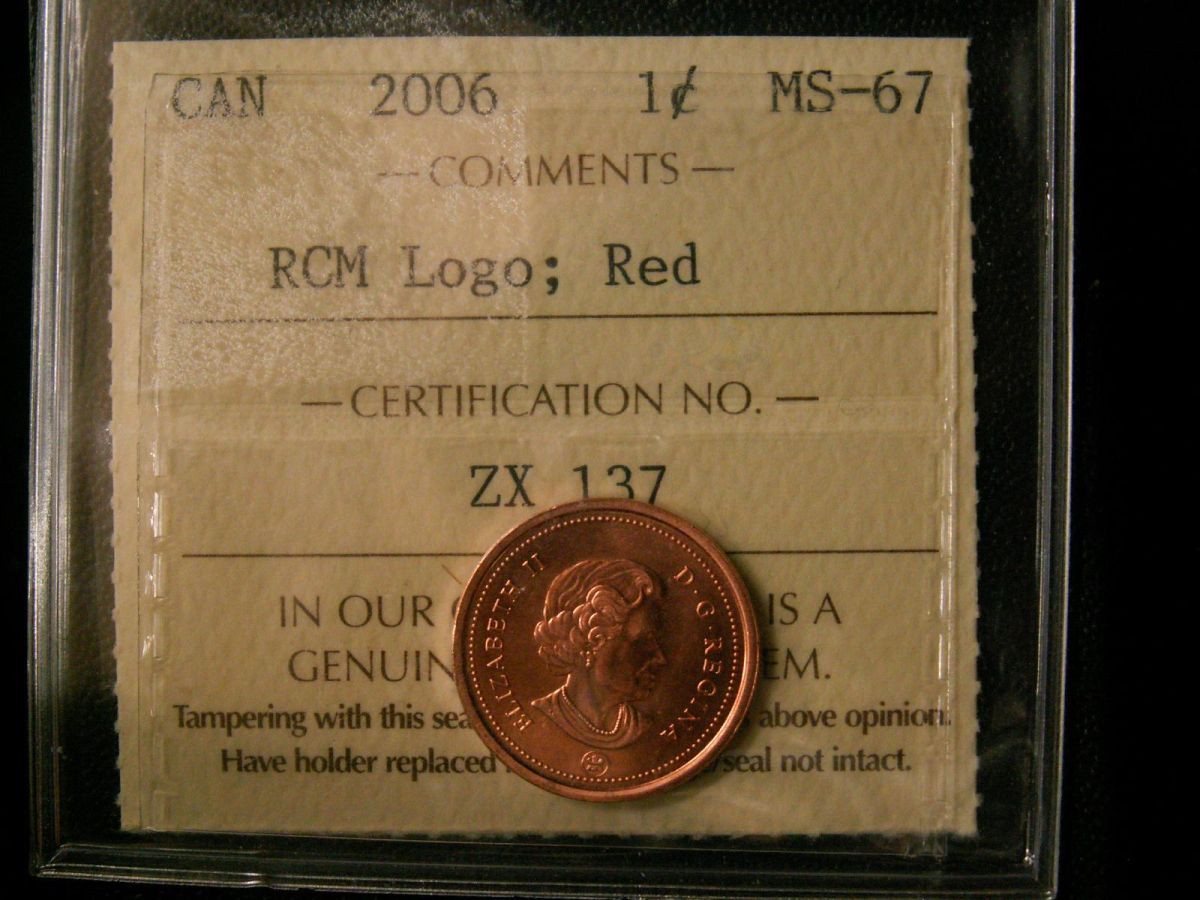 CAN 2006 1¢ MS-67
— COMMENTS —
RCM Logo; Red
— CERTIFICATION NO. —
ZX 137
ELIZABETH II D·G·REGINA
IN OUR IS A
GENUIN EM.
Tampering with this sea above opinion.
Have holder replaced /seal not intact.